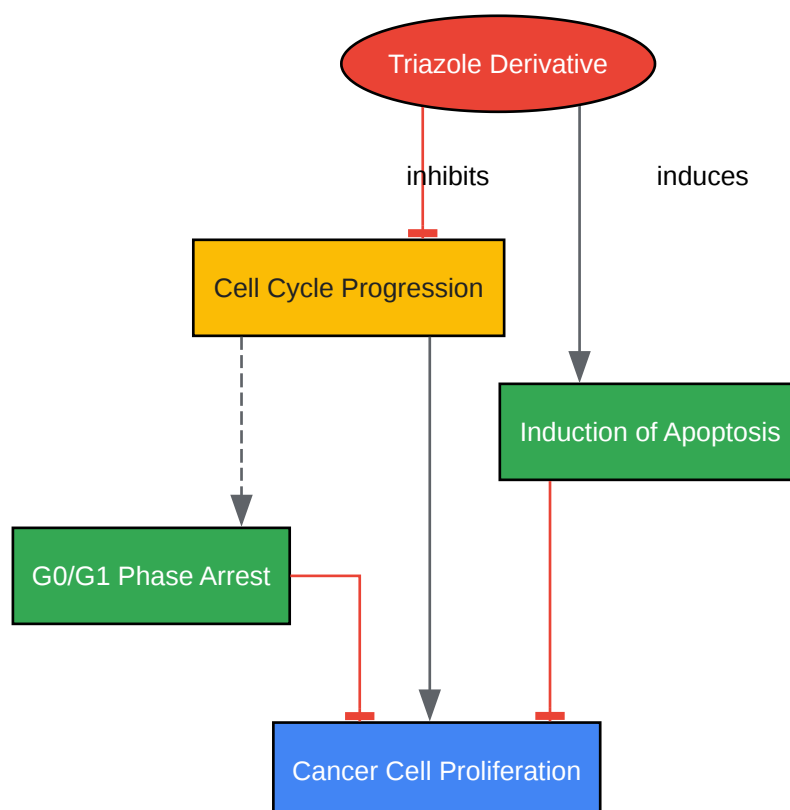 Triazole Derivative
inhibits
induces
Cell Cycle Progression
Induction of Apoptosis
G0/G1 Phase Arrest
Cancer Cell Proliferation